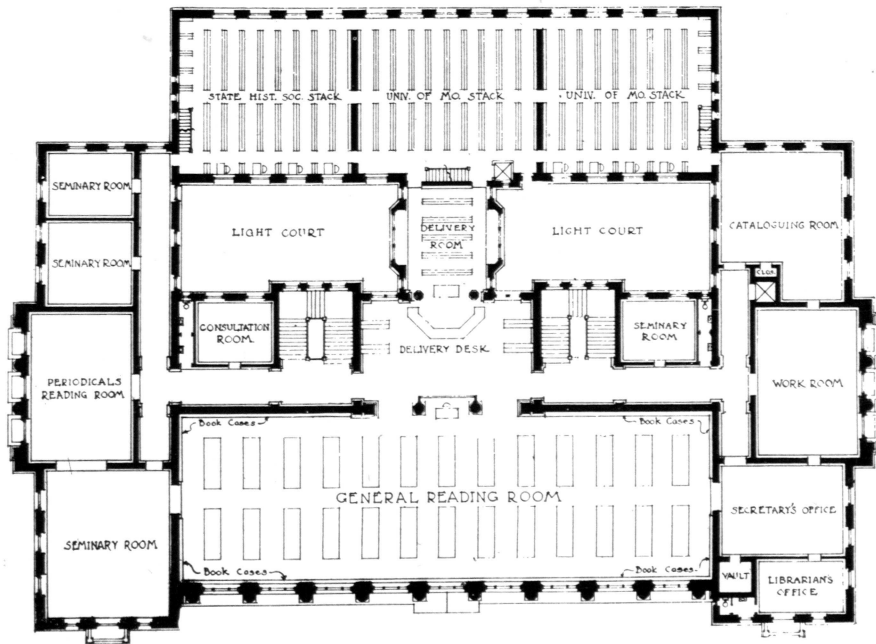 STATE HIST. SOC. STACK
UNIV. OF MO. STACK
UNIV. OF MO. STACK
SEMINARY ROOM
SEMINARY ROOM
LIGHT COURT
DELIVERY
ROOM
LIGHT COURT
CATALOGUING ROOM
CLOS.
CONSULTATION
ROOM
DELIVERY DESK
SEMINARY
ROOM
PERIODICALS
READING ROOM
WORK ROOM
Book Cases
Book Cases
GENERAL READING ROOM
SEMINARY ROOM
SECRETARY'S OFFICE
Book Cases
Book Cases
VAULT
LIBRARIAN'S
OFFICE